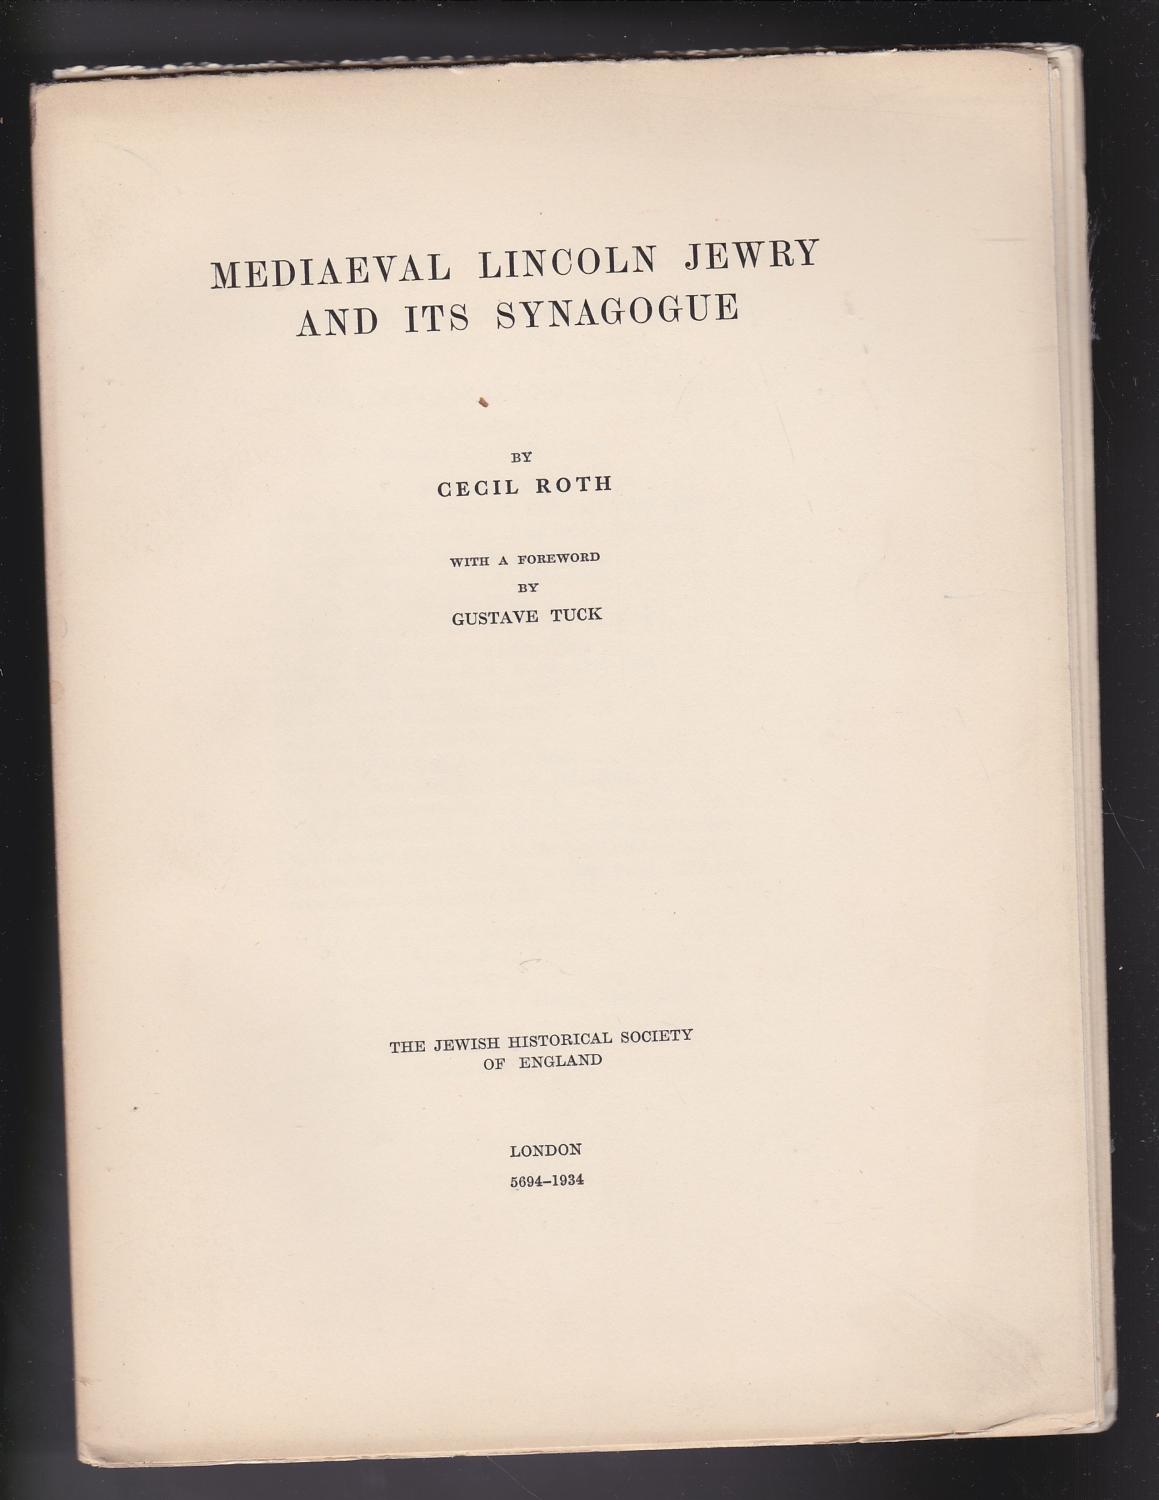 MEDIAEVAL LINCOLN JEWRY
AND ITS SYNAGOGUE
BY
CECIL ROTH
WITH A FOREWORD
BY
GUSTAVE TUCK
THE JEWISH HISTORICAL SOCIETY
OF ENGLAND
LONDON
5694–1934